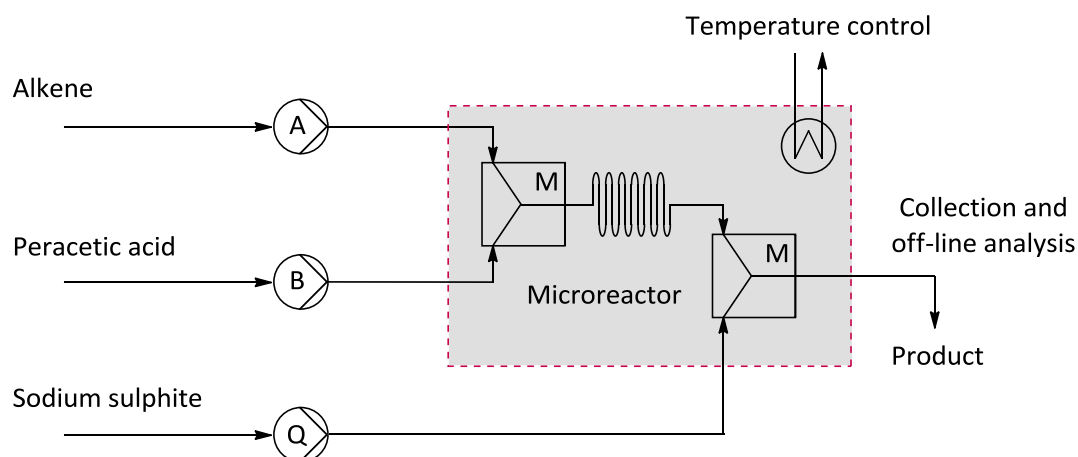 Temperature control
Alkene
A
M
Collection and
off-line analysis
Peracetic acid
B
M
Microreactor
Product
Sodium sulphite
Q